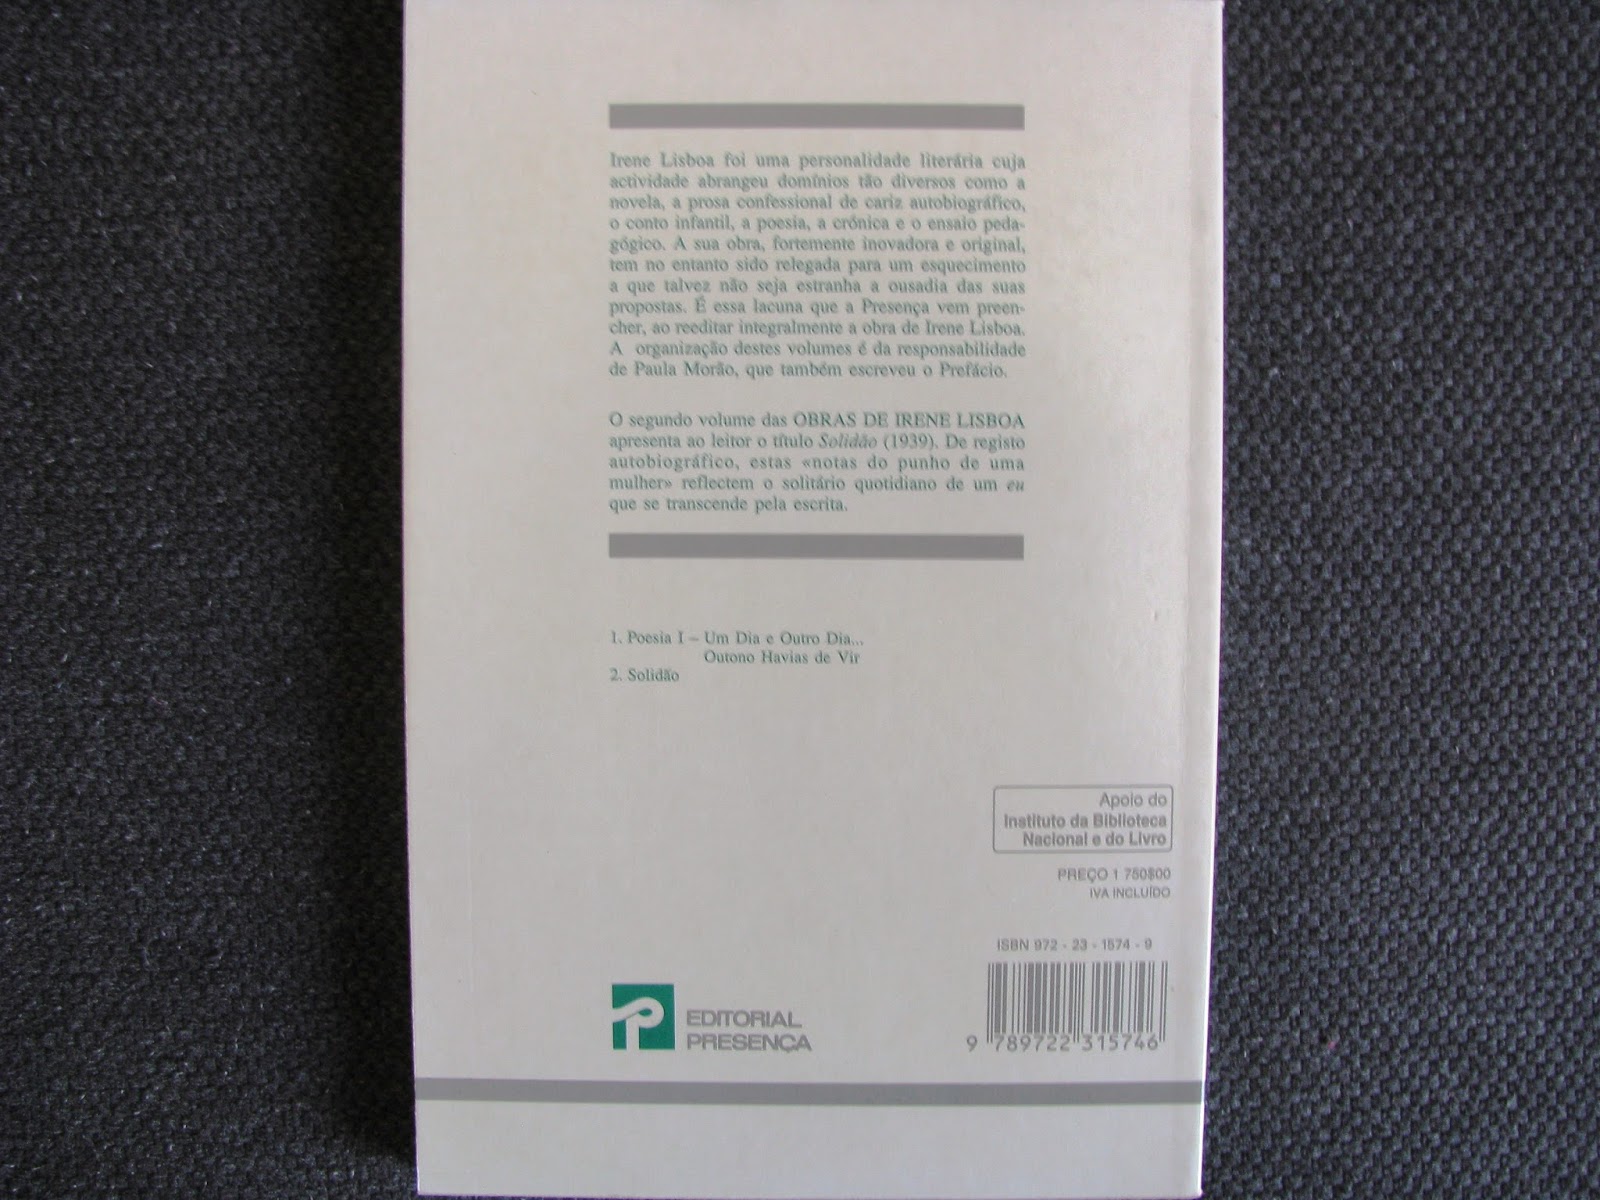 Irene Lisboa foi uma personalidade literária cuja
actividade abrangeu domínios tão diversos como a
novela, a prosa confessional de cariz autobiográfico,
o conto infantil, a poesia, a crónica e o ensaio peda-
gógico. A sua obra, fortemente inovadora e original,
tem no entanto sido relegada para um esquecimento
a que talvez não seja estranha a ousadia das suas
propostas. É essa lacuna que a Presença vem preen-
cher, ao reeditar integralmente a obra de Irene Lisboa.
A organização destes volumes é da responsabilidade
de Paula Morão, que também escreveu o Prefácio.
O segundo volume das OBRAS DE IRENE LISBOA
apresenta ao leitor o título Solidão (1939). De registo
autobiográfico, estas «notas do punho de uma
mulher» reflectem o solitário quotidiano de um eu
que se transcende pela escrita.
1. Poesia I – Um Dia e Outro Dia...
Outono Havias de Vir
2. Solidão
Apoio do
Instituto da Biblioteca
Nacional e do Livro
PREÇO 1 750$00
IVA INCLUÍDO
ISBN 972 - 23 - 1574 - 9
9 789722 315746
EDITORIAL
PRESENÇA